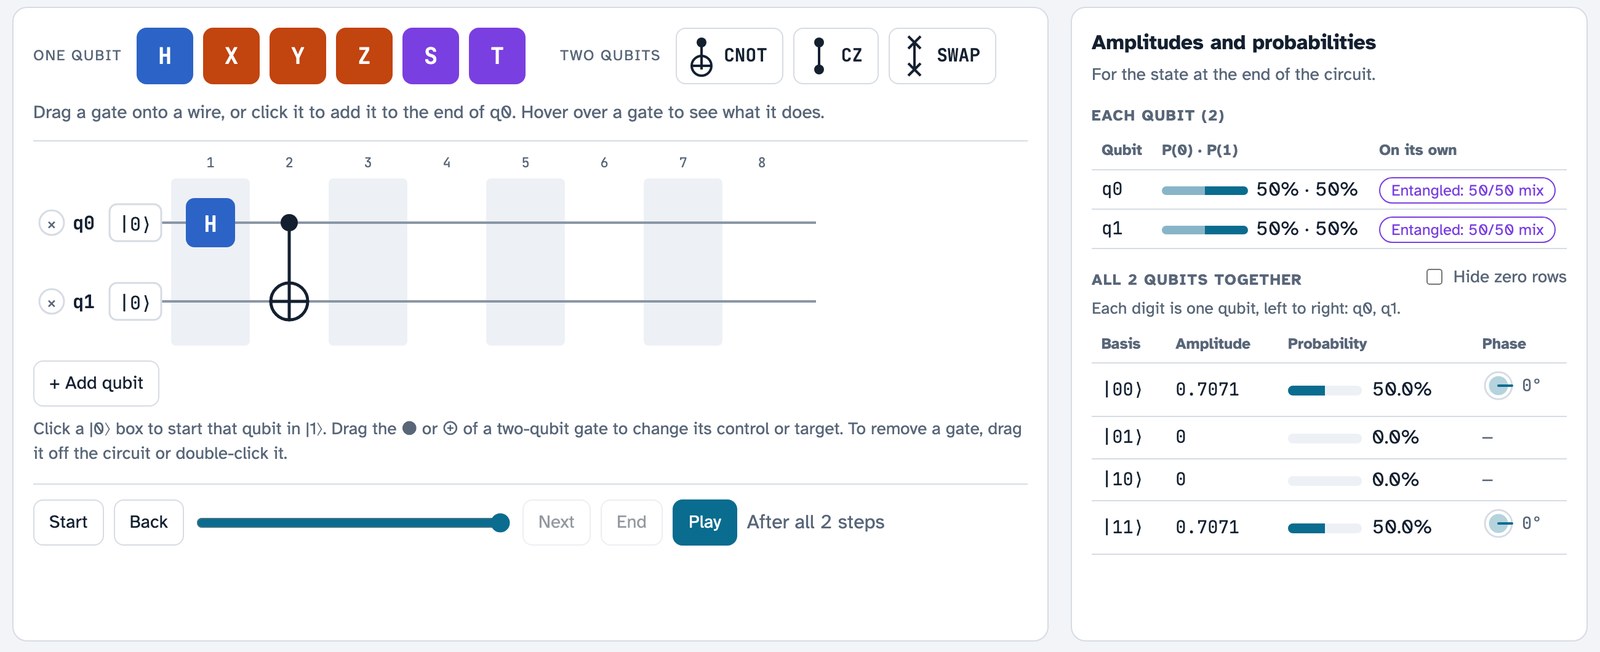 ONE QUBIT H X Y Z S T TWO QUBITS CNOT CZ SWAP
Drag a gate onto a wire, or click it to add it to the end of q0. Hover over a gate to see what it does.
1 2 3 4 5 6 7 8
× q0 |0⟩ H
× q1 |0⟩
+ Add qubit
Click a |0⟩ box to start that qubit in |1⟩. Drag the ● or ⊕ of a two-qubit gate to change its control or target. To remove a gate, drag
it off the circuit or double-click it.
Start Back Next End Play After all 2 steps
Amplitudes and probabilities
For the state at the end of the circuit.
EACH QUBIT (2)
Qubit P(0) · P(1) On its own
q0 50% · 50% Entangled: 50/50 mix
q1 50% · 50% Entangled: 50/50 mix
ALL 2 QUBITS TOGETHER Hide zero rows
Each digit is one qubit, left to right: q0, q1.
Basis Amplitude Probability Phase
|00⟩ 0.7071 50.0% 0°
|01⟩ 0 0.0% –
|10⟩ 0 0.0% –
|11⟩ 0.7071 50.0% 0°